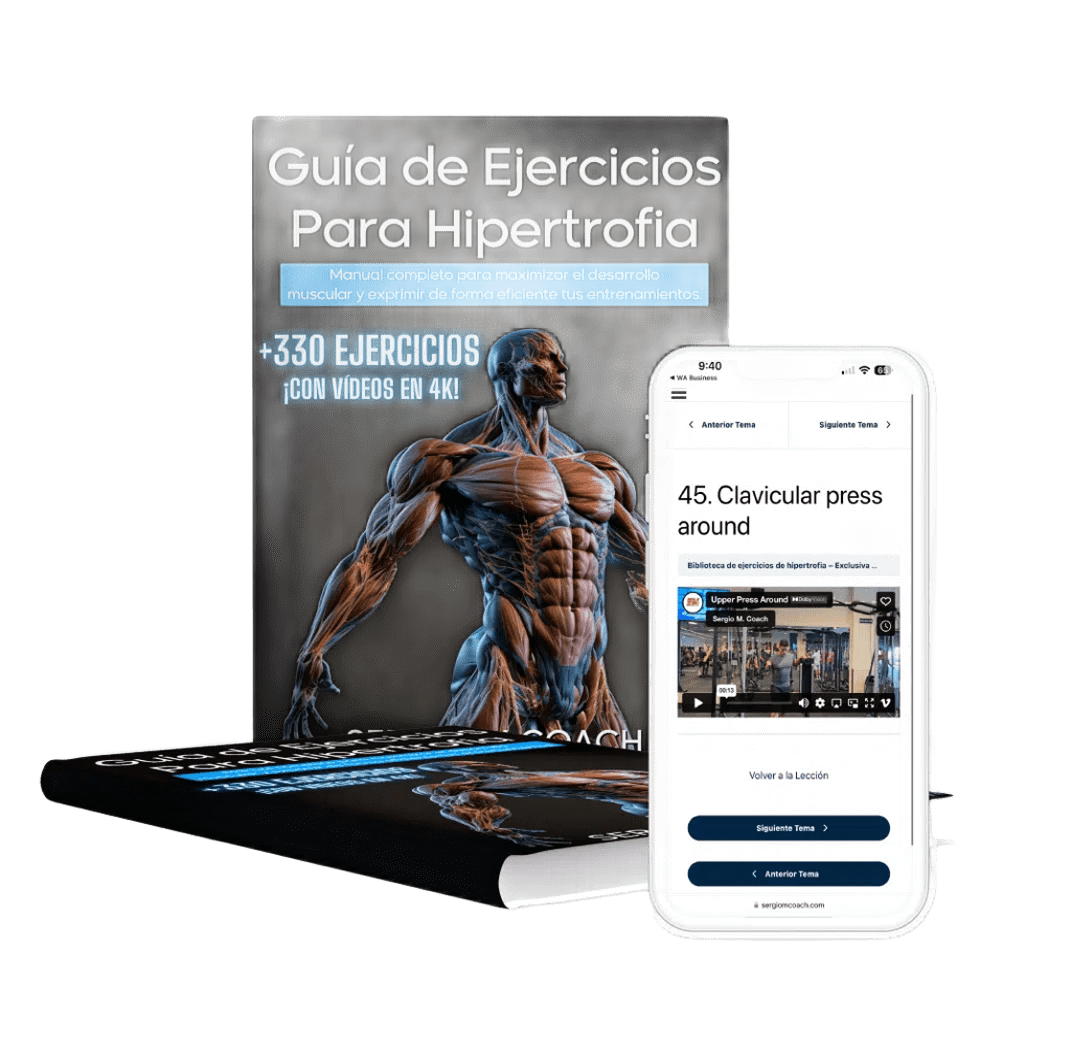 Guía de Ejercicios
Para Hipertrofia
Manual completo para maximizar el desarrollo
muscular y exprimir de forma eficiente tus entrenamientos.
+330 EJERCICIOS
¡CON VÍDEOS EN 4K!
COACH
Guía de Ejercicios
Para Hipertrofia
+330 EJERCICIOS
9:40
65
WA Business
Anterior Tema
Siguiente Tema
45. Clavicular press
around
Biblioteca de ejercicios de hipertrofia – Exclusiva ...
Upper Press Around
Sergio M. Coach
00:13
Volver a la Lección
Siguiente Tema
Anterior Tema
sergiomcoach.com